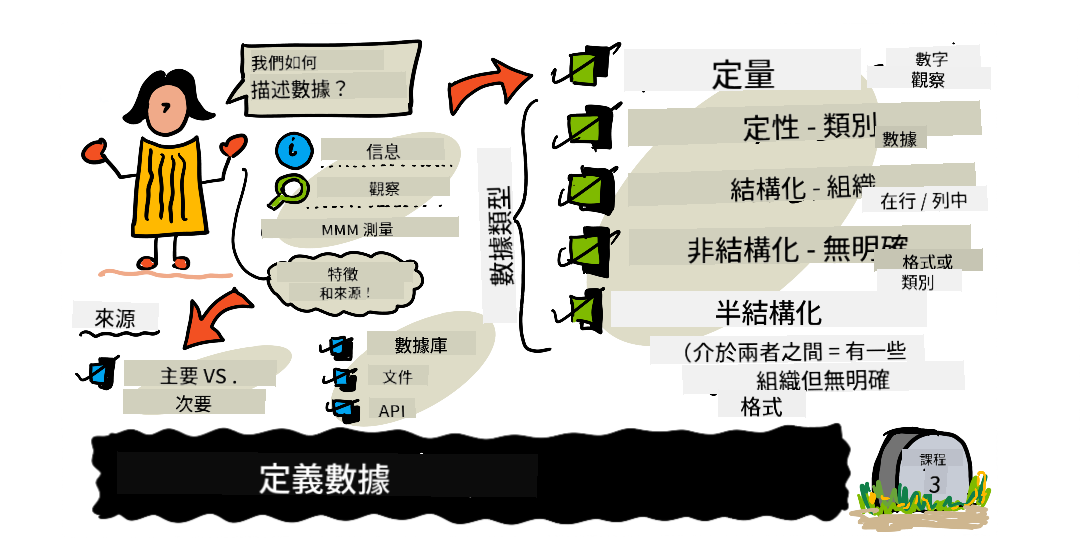 我們如何
描述數據？
信息
觀察
MMM 測量
特徵
和來源！
來源
主要 VS .
次要
數據庫
文件
API
數據類型
定量
數字
觀察
定性 - 類別
數據
結構化 - 組織
在行 / 列中
非結構化 - 無明確
格式或
類別
半結構化
（介於兩者之間 = 有一些
組織但無明確
格式
定義數據
課程
3